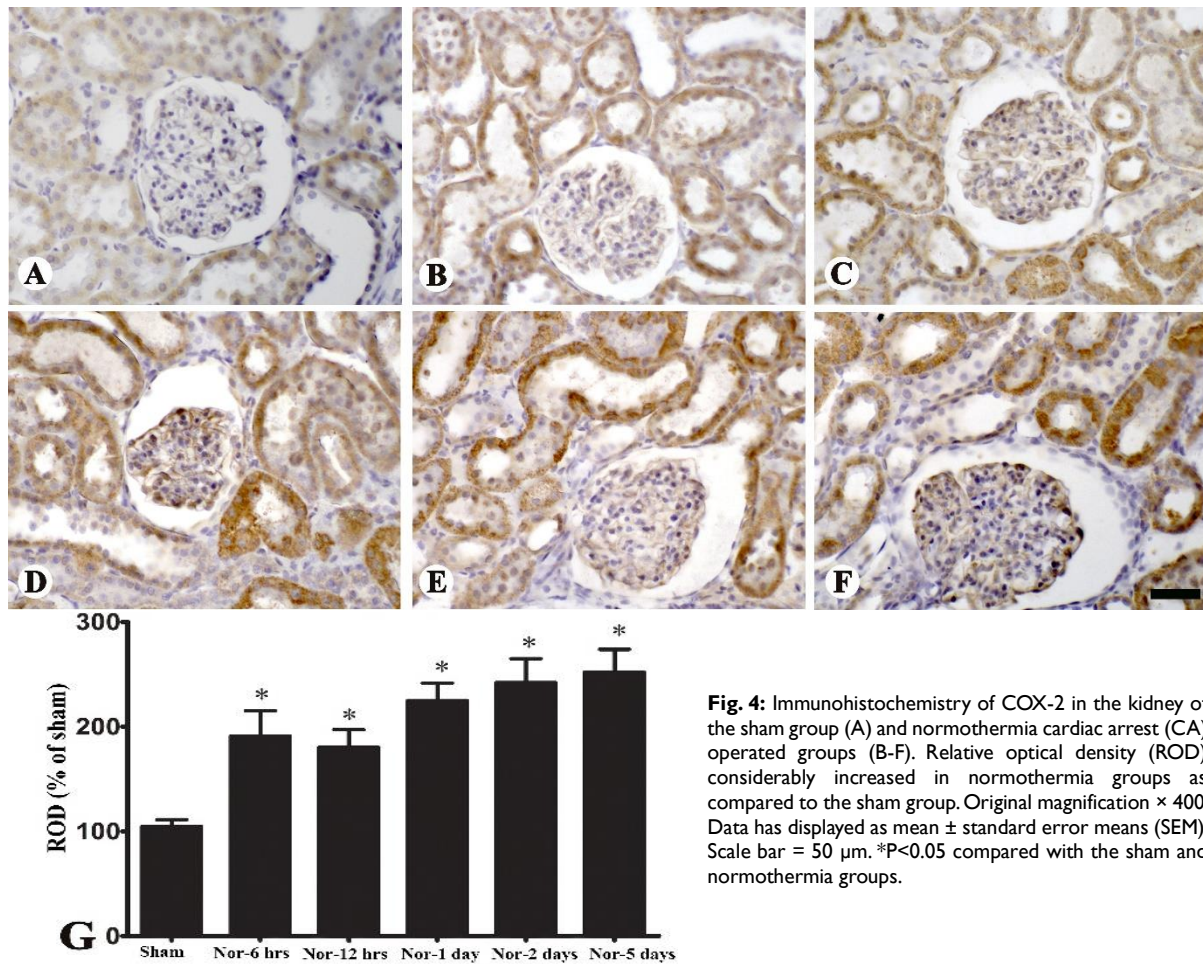 A
B
C
D
E
F
300
200
100
0
ROD (% of sham)
*
*
*
*
*
G
Sham
Nor-6 hrs
Nor-12 hrs
Nor-1 day
Nor-2 days
Nor-5 days
Fig. 4: Immunohistochemistry of COX-2 in the kidney
the sham group (A) and normothermia cardiac arrest (CA)
operated groups (B-F). Relative optical density (ROD)
considerably increased in normothermia groups as
compared to the sham group. Original magnification × 400
Data has displayed as mean ± standard error means (SEM)
Scale bar = 50 µm. *P<0.05 compared with the sham and
normothermia groups.